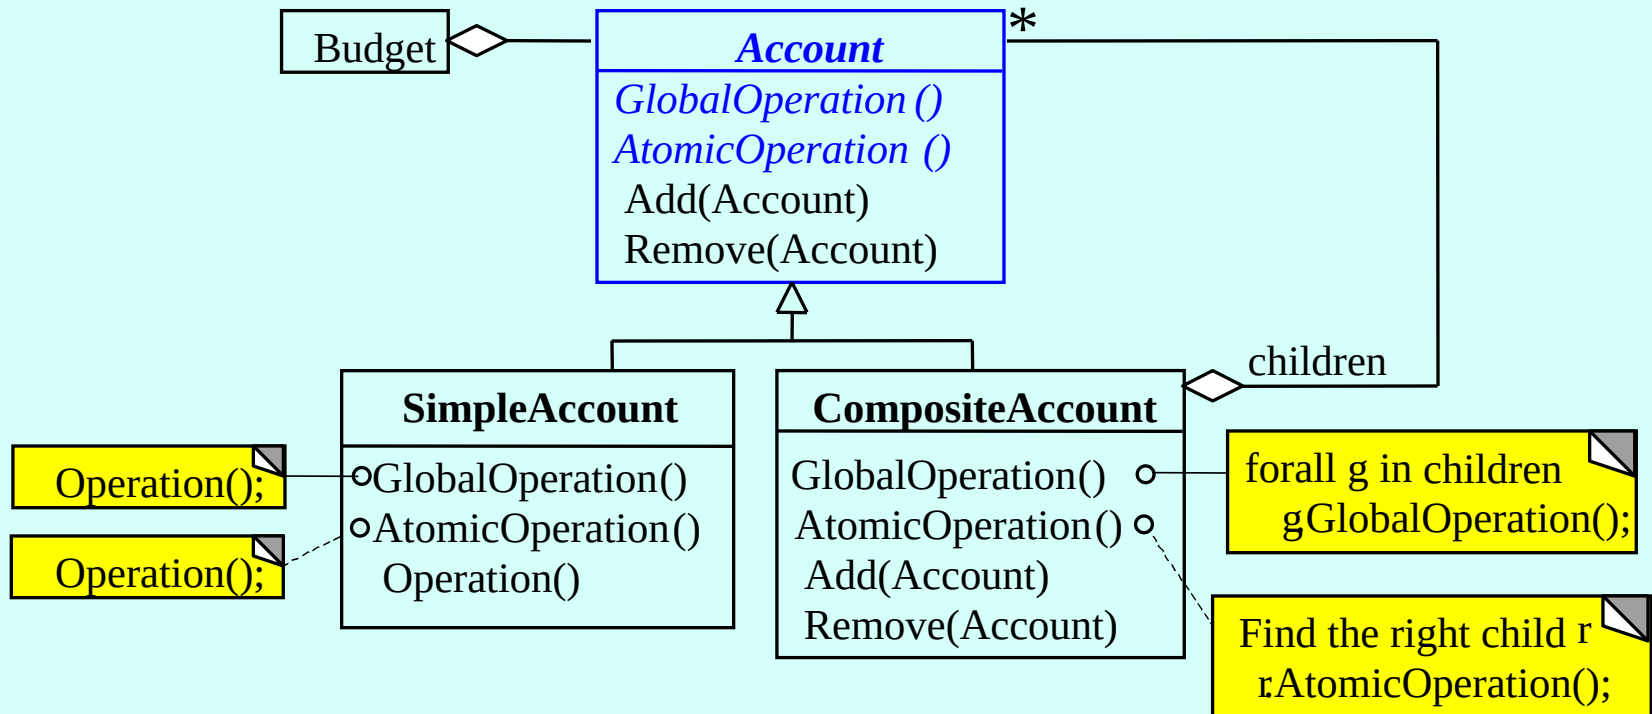 Budget
*
Account
GlobalOperation ()
AtomicOperation ()
Add(Account)
Remove(Account)
children
SimpleAccount
GlobalOperation()
AtomicOperation()
Operation()
Operation();
Operation();
CompositeAccount
GlobalOperation()
AtomicOperation()
Add(Account)
Remove(Account)
forall g in children
g.GlobalOperation();
Find the right child r
r.AtomicOperation();